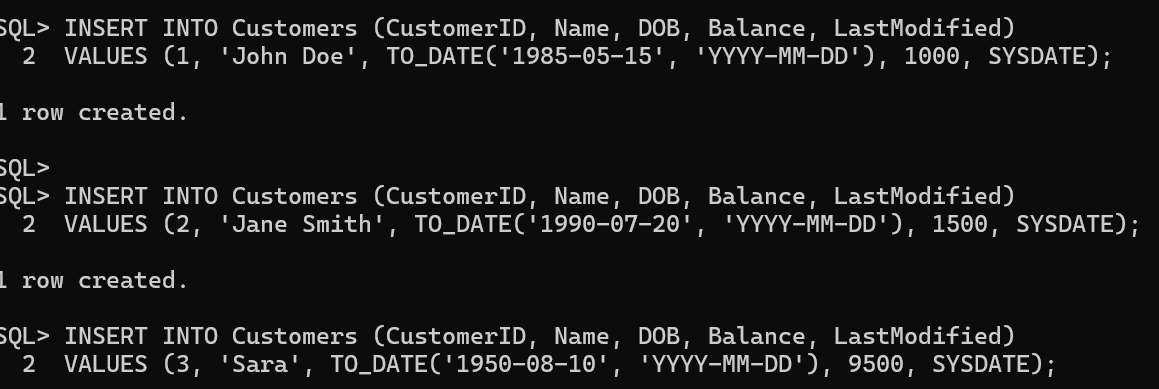 SQL> INSERT INTO Customers (CustomerID, Name, DOB, Balance, LastModified)
  2  VALUES (1, 'John Doe', TO_DATE('1985-05-15', 'YYYY-MM-DD'), 1000, SYSDATE);
1 row created.
SQL>
SQL> INSERT INTO Customers (CustomerID, Name, DOB, Balance, LastModified)
  2  VALUES (2, 'Jane Smith', TO_DATE('1990-07-20', 'YYYY-MM-DD'), 1500, SYSDATE);
1 row created.
SQL> INSERT INTO Customers (CustomerID, Name, DOB, Balance, LastModified)
  2  VALUES (3, 'Sara', TO_DATE('1950-08-10', 'YYYY-MM-DD'), 9500, SYSDATE);